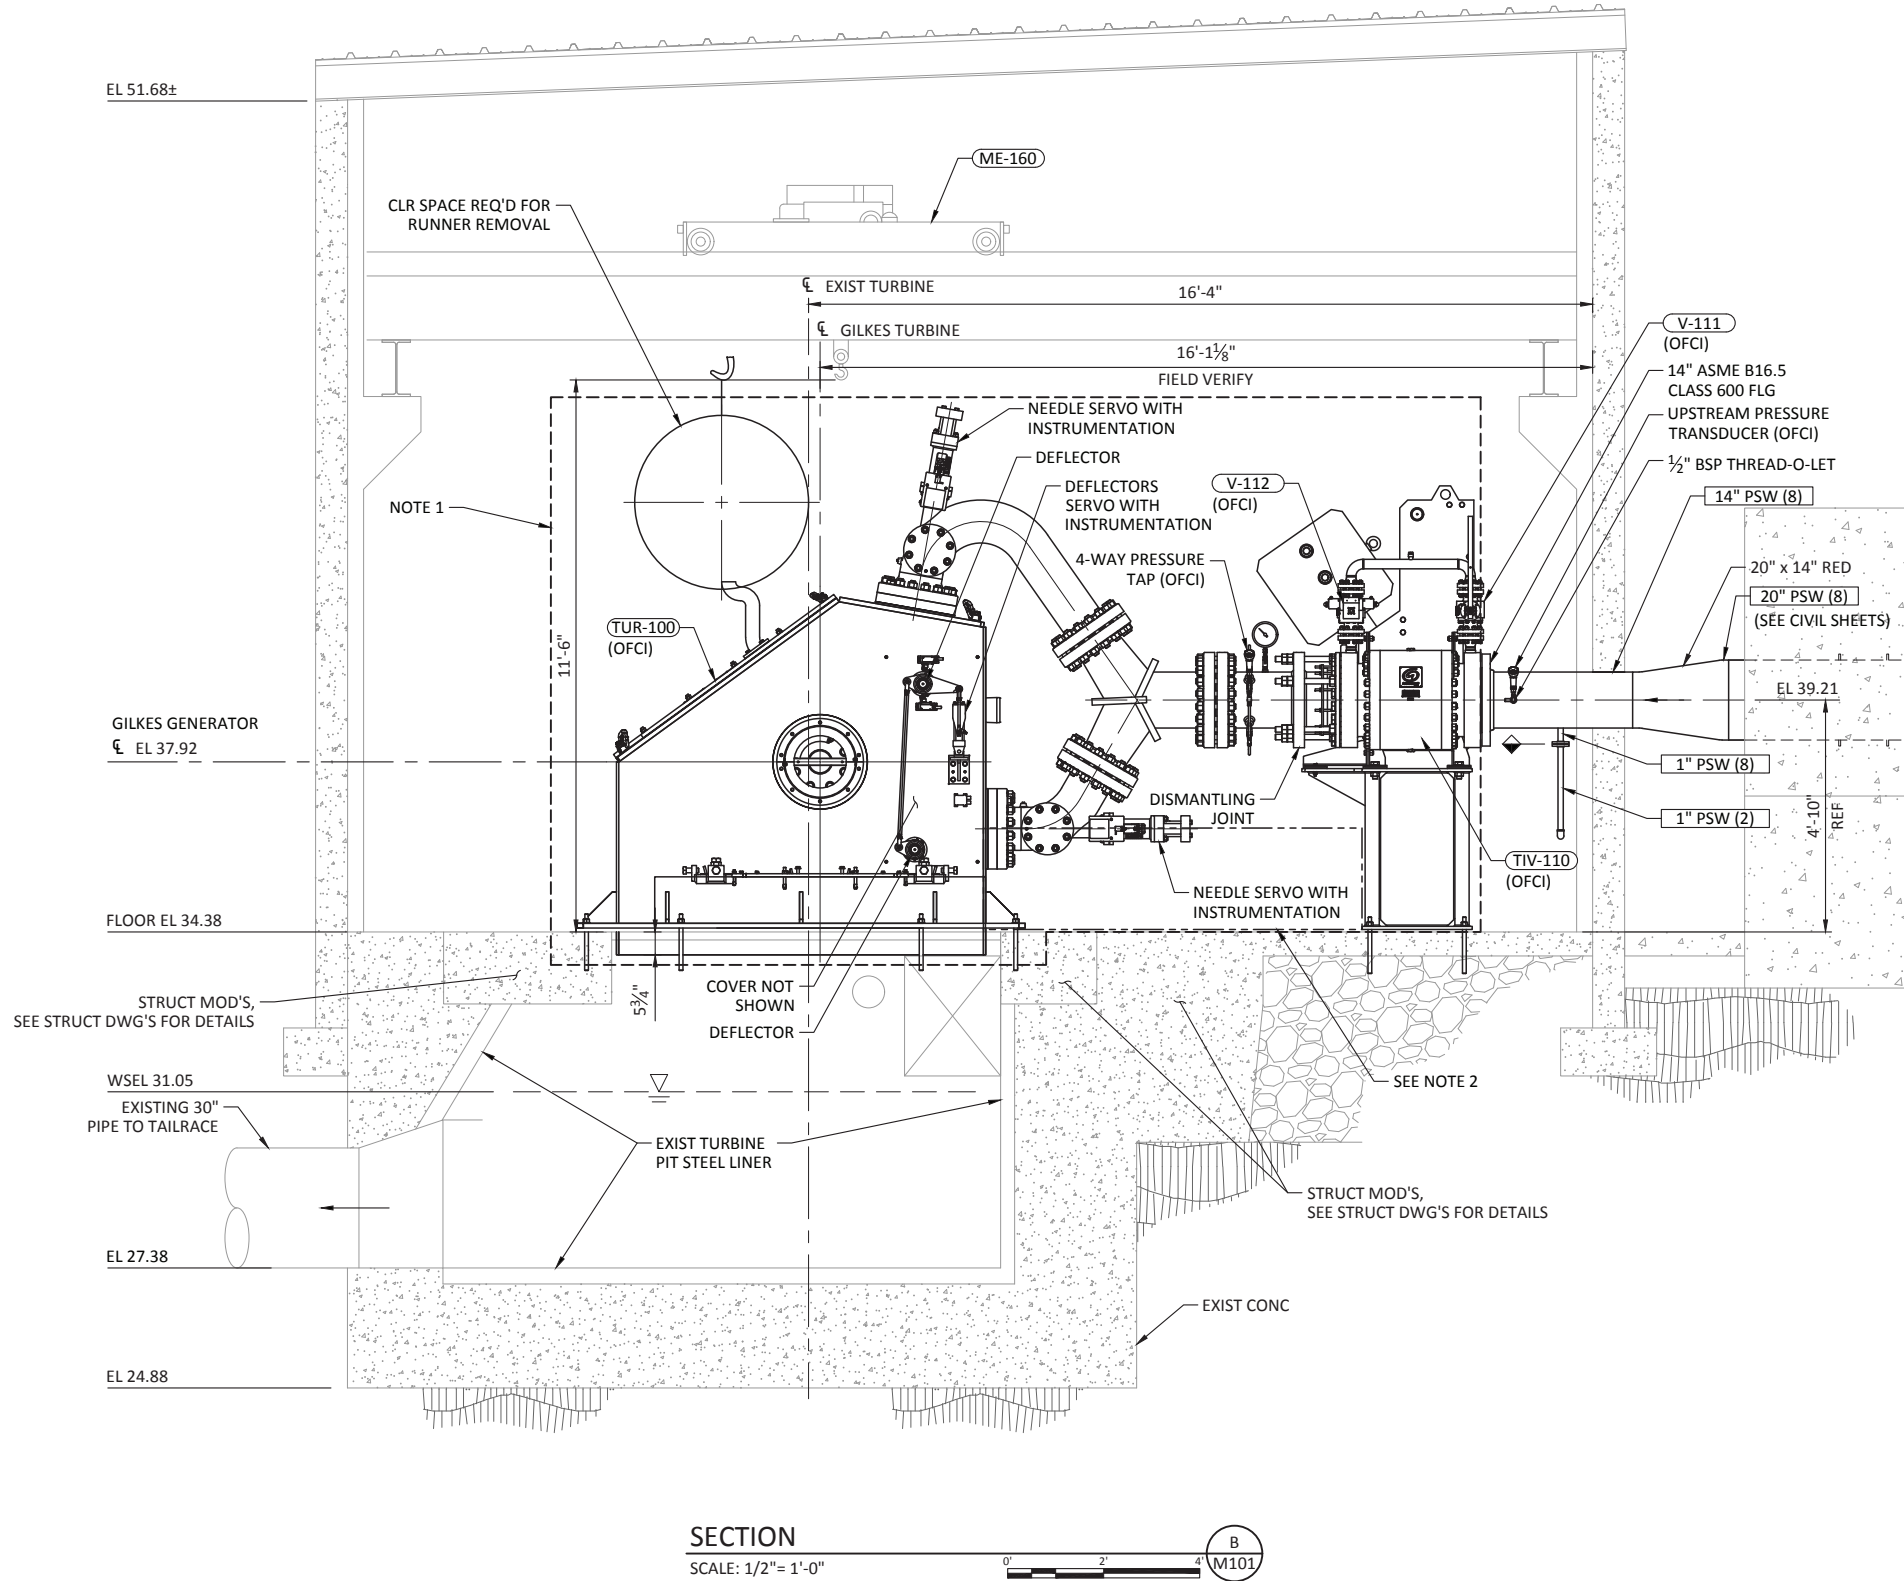 EL 51.68±
ME-160
CLR SPACE REQ'D FOR
RUNNER REMOVAL
℄ EXIST TURBINE
16'-4"
℄ GILKES TURBINE
16'-1⅛"
FIELD VERIFY
V-111
(OFCI)
14" ASME B16.5
CLASS 600 FLG
UPSTREAM PRESSURE
TRANSDUCER (OFCI)
½" BSP THREAD-O-LET
14" PSW (8)
NEEDLE SERVO WITH
INSTRUMENTATION
DEFLECTOR
DEFLECTORS
SERVO WITH
INSTRUMENTATION
V-112
(OFCI)
NOTE 1
4-WAY PRESSURE
TAP (OFCI)
20" x 14" RED
20" PSW (8)
(SEE CIVIL SHEETS)
TUR-100
(OFCI)
11'-6"
EL 39.21
GILKES GENERATOR
℄ EL 37.92
1" PSW (8)
DISMANTLING
JOINT
1" PSW (2)
4'-10"
REF
TIV-110
(OFCI)
NEEDLE SERVO WITH
INSTRUMENTATION
FLOOR EL 34.38
COVER NOT
SHOWN
5¾"
STRUCT MOD'S,
SEE STRUCT DWG'S FOR DETAILS
DEFLECTOR
WSEL 31.05
SEE NOTE 2
EXISTING 30"
PIPE TO TAILRACE
EXIST TURBINE
PIT STEEL LINER
STRUCT MOD'S,
SEE STRUCT DWG'S FOR DETAILS
EL 27.38
EXIST CONC
EL 24.88
SECTION
SCALE: 1/2"= 1'-0"
0' 2' 4'
B
M101